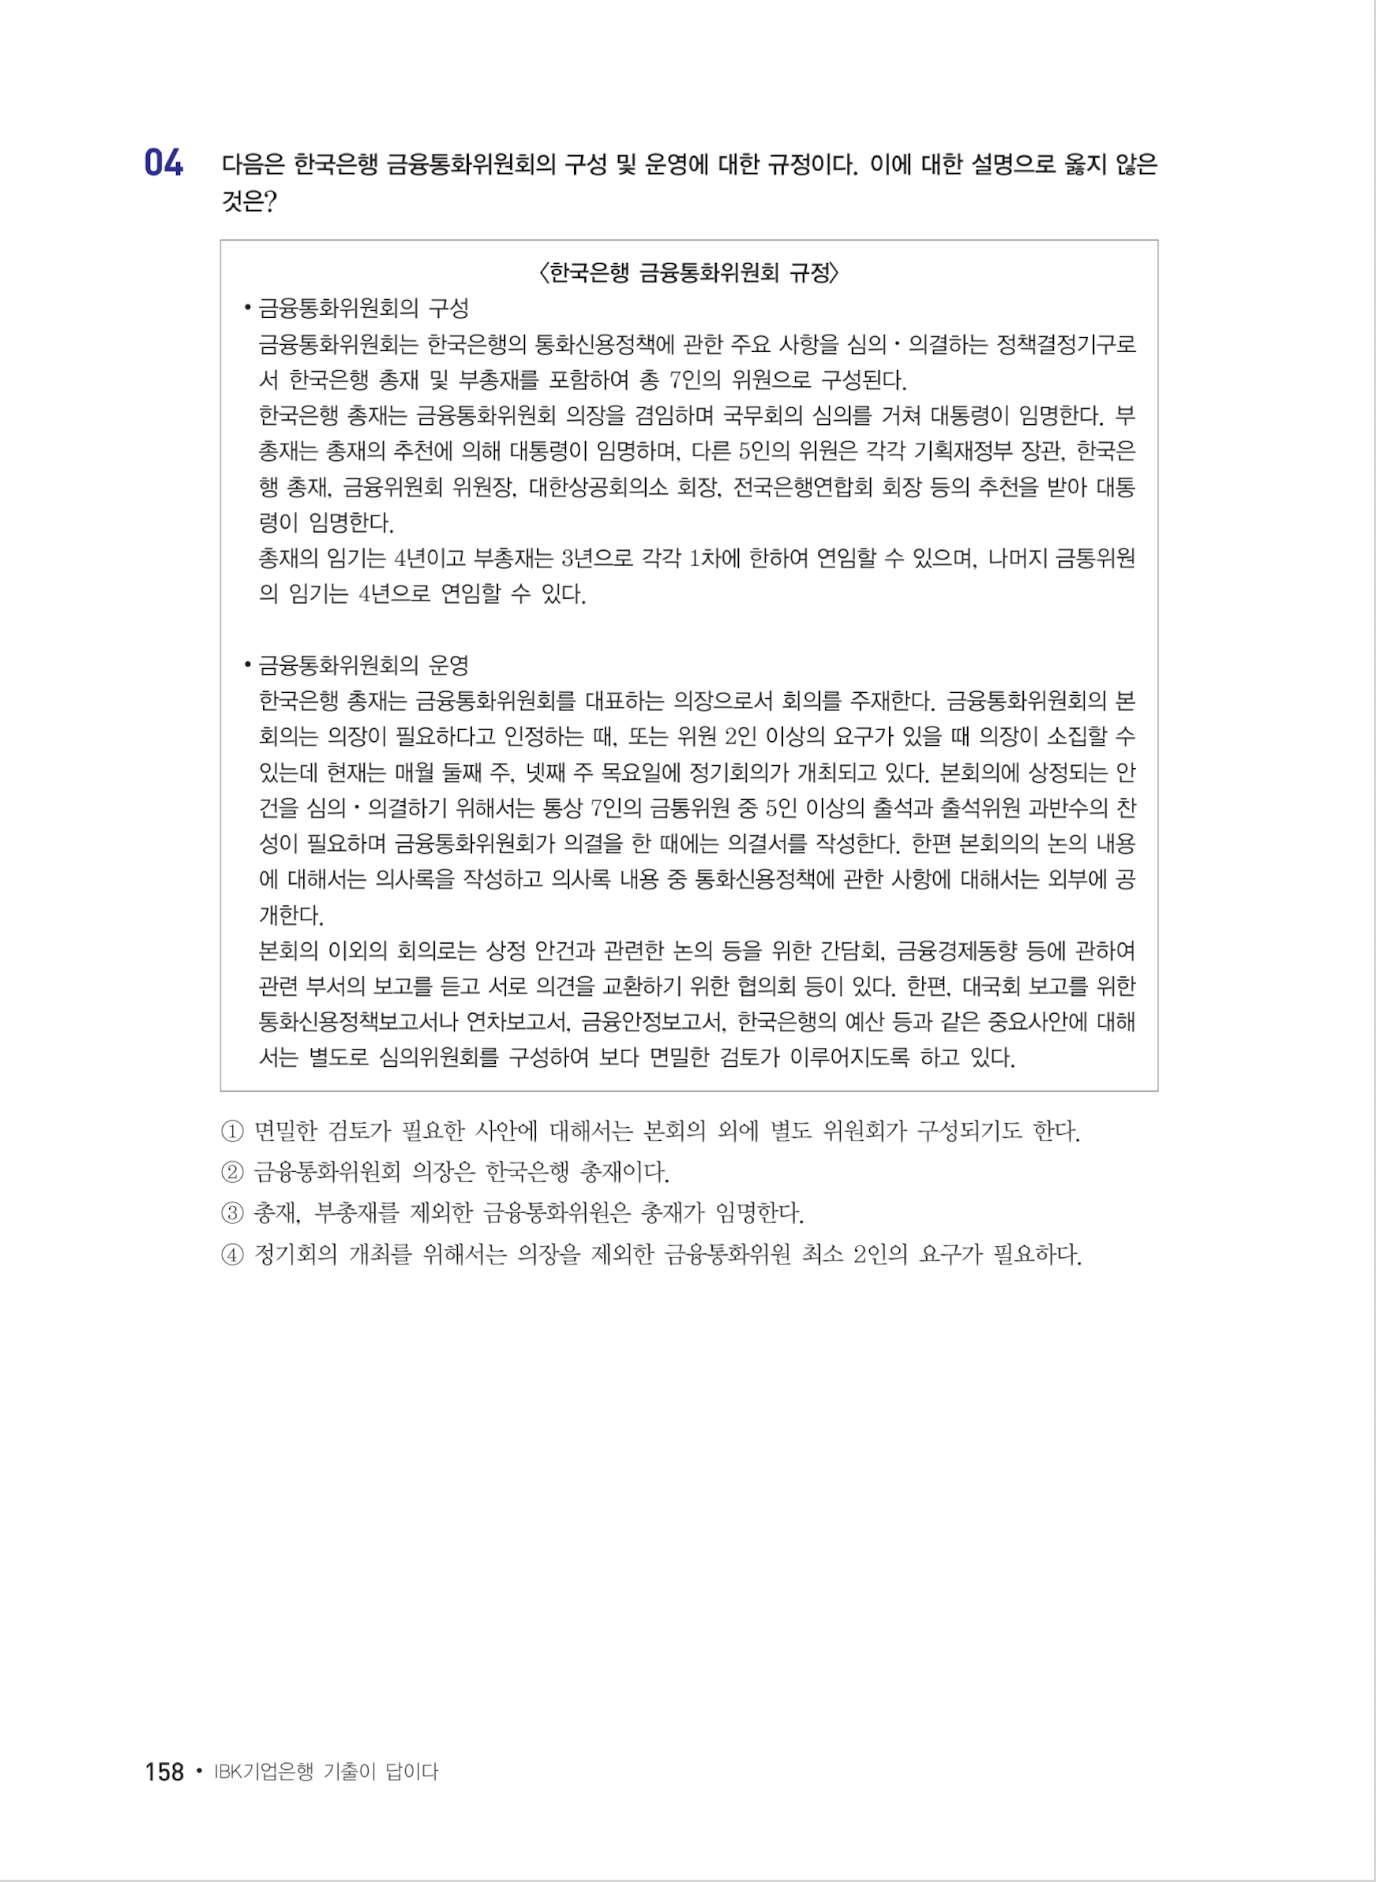 04 다음은 한국은행 금융통화위원회의 구성 및 운영에 대한 규정이다. 이에 대한 설명으로 옳지 않은
것은?
〈한국은행 금융통화위원회 규정〉
• 금융통화위원회의 구성
금융통화위원회는 한국은행의 통화신용정책에 관한 주요 사항을 심의・의결하는 정책결정기구로
서 한국은행 총재 및 부총재를 포함하여 총 7인의 위원으로 구성된다.
한국은행 총재는 금융통화위원회 의장을 겸임하며 국무회의 심의를 거쳐 대통령이 임명한다. 부
총재는 총재의 추천에 의해 대통령이 임명하며, 다른 5인의 위원은 각각 기획재정부 장관, 한국은
행 총재, 금융위원회 위원장, 대한상공회의소 회장, 전국은행연합회 회장 등의 추천을 받아 대통
령이 임명한다.
총재의 임기는 4년이고 부총재는 3년으로 각각 1차에 한하여 연임할 수 있으며, 나머지 금통위원
의 임기는 4년으로 연임할 수 있다.
• 금융통화위원회의 운영
한국은행 총재는 금융통화위원회를 대표하는 의장으로서 회의를 주재한다. 금융통화위원회의 본
회의는 의장이 필요하다고 인정하는 때, 또는 위원 2인 이상의 요구가 있을 때 의장이 소집할 수
있는데 현재는 매월 둘째 주, 넷째 주 목요일에 정기회의가 개최되고 있다. 본회의에 상정되는 안
건을 심의・의결하기 위해서는 통상 7인의 금통위원 중 5인 이상의 출석과 출석위원 과반수의 찬
성이 필요하며 금융통화위원회가 의결을 한 때에는 의결서를 작성한다. 한편 본회의의 논의 내용
에 대해서는 의사록을 작성하고 의사록 내용 중 통화신용정책에 관한 사항에 대해서는 외부에 공
개한다.
본회의 이외의 회의로는 상정 안건과 관련한 논의 등을 위한 간담회, 금융경제동향 등에 관하여
관련 부서의 보고를 듣고 서로 의견을 교환하기 위한 협의회 등이 있다. 한편, 대국회 보고를 위한
통화신용정책보고서나 연차보고서, 금융안정보고서, 한국은행의 예산 등과 같은 중요사안에 대해
서는 별도로 심의위원회를 구성하여 보다 면밀한 검토가 이루어지도록 하고 있다.
① 면밀한 검토가 필요한 사안에 대해서는 본회의 외에 별도 위원회가 구성되기도 한다.
② 금융통화위원회 의장은 한국은행 총재이다.
③ 총재, 부총재를 제외한 금융통화위원은 총재가 임명한다.
④ 정기회의 개최를 위해서는 의장을 제외한 금융통화위원 최소 2인의 요구가 필요하다.
158 • IBK기업은행 기출이 답이다